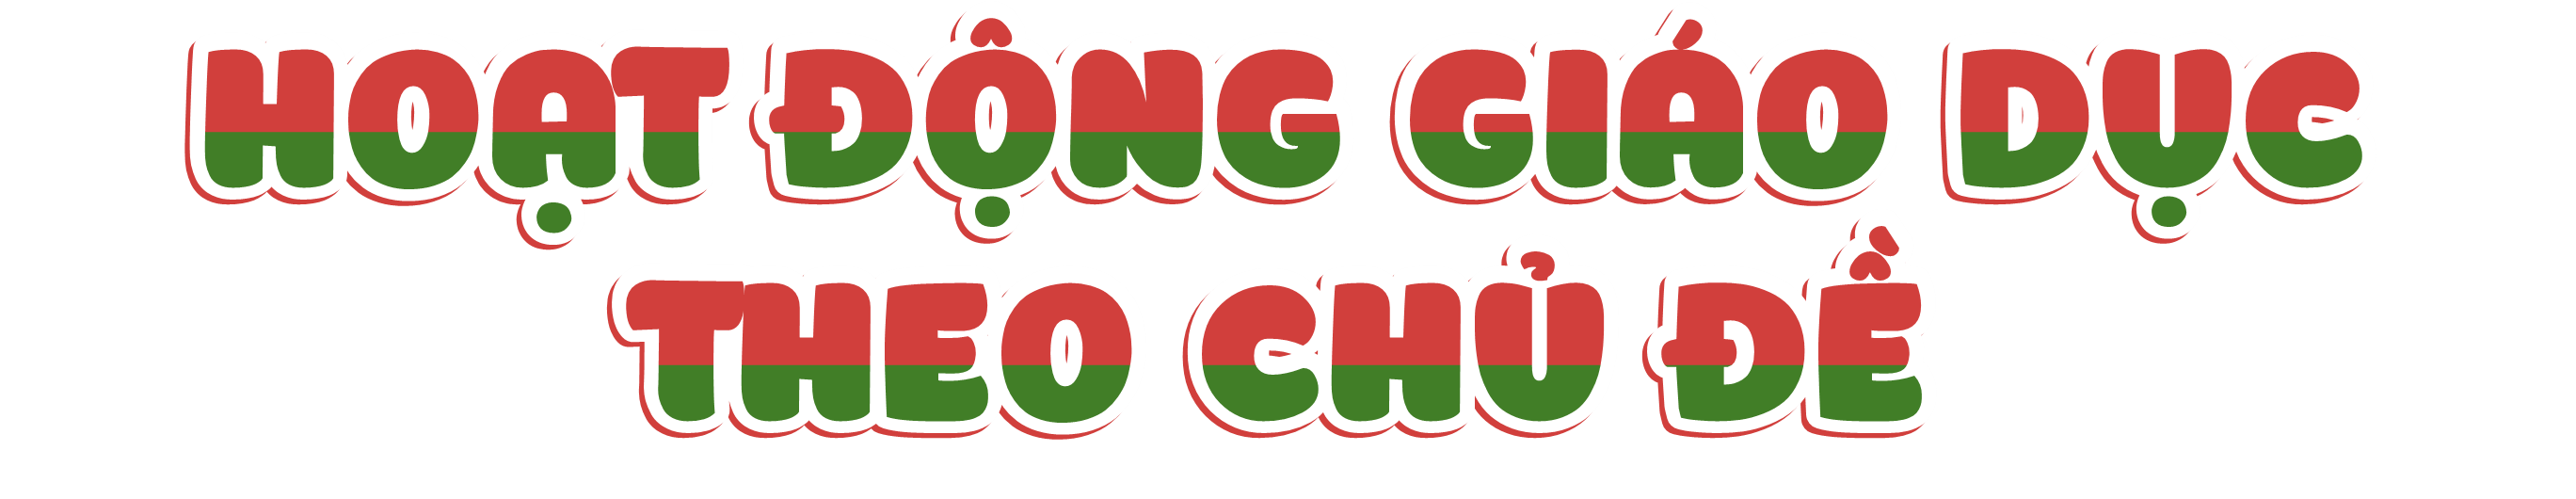 HOẠT ĐỘNG GIÁO DỤC
THEO CHỦ ĐỀ